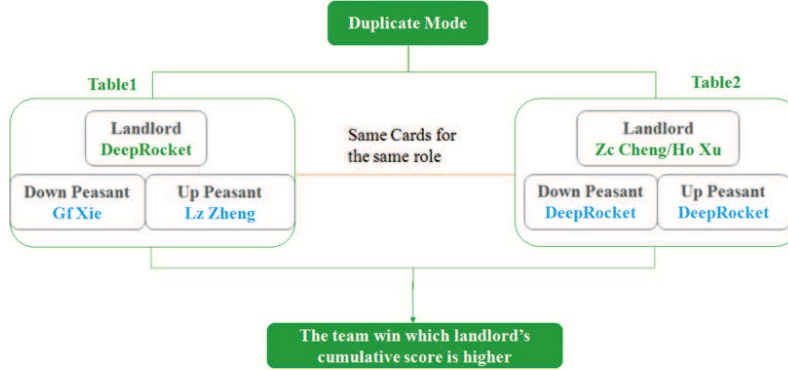 Duplicate Mode
Table1
Table2
Landlord
DeepRocket
Down Peasant
Gf Xie
Up Peasant
Lz Zheng
Same Cards for
the same role
Landlord
Zc Cheng/Ho Xu
Down Peasant
DeepRocket
Up Peasant
DeepRocket
The team win which landlord's
cumulative score is higher